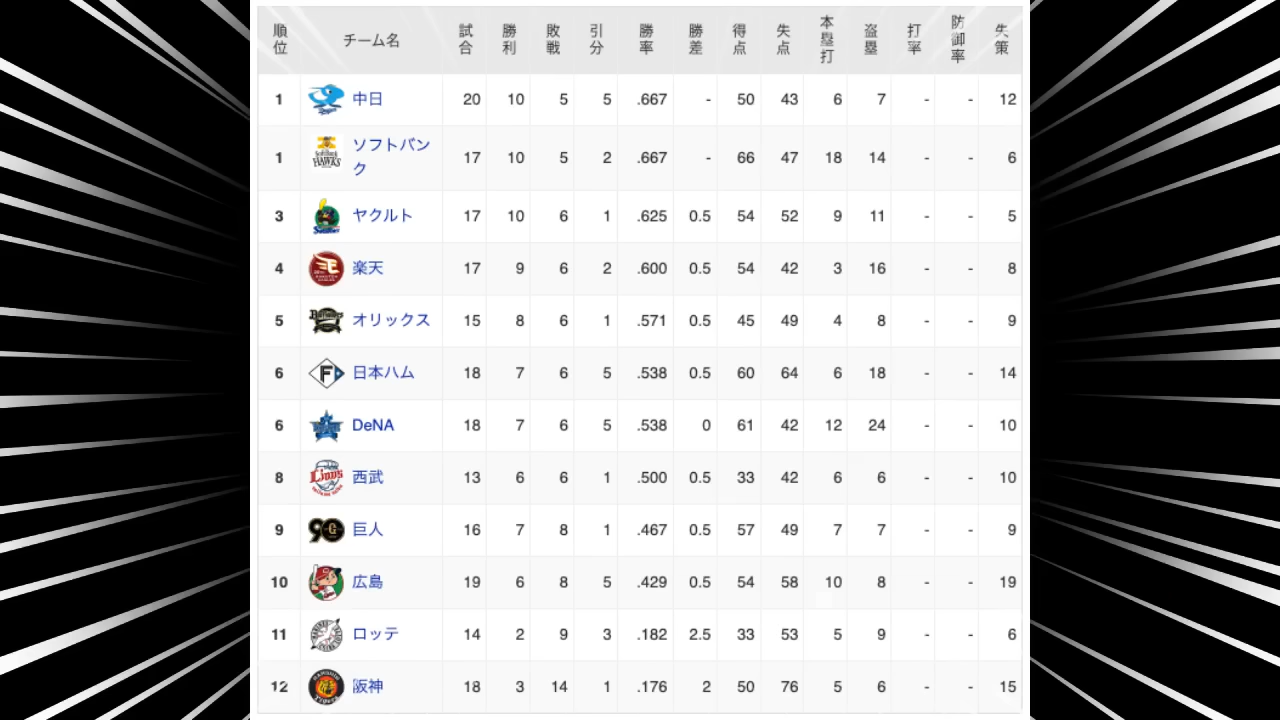 順位 チーム名 試合 勝利 敗戦 引分 勝率 勝差 得点 失点 本塁打 盗塁 打率 防御率 失策
1 中日 20 10 5 5 .667 - 50 43 6 7 - - 12
1 ソフトバンク 17 10 5 2 .667 - 66 47 18 14 - - 6
3 ヤクルト 17 10 6 1 .625 0.5 54 52 9 11 - - 5
4 楽天 17 9 6 2 .600 0.5 54 42 3 16 - - 8
5 オリックス 15 8 6 1 .571 0.5 45 49 4 8 - - 9
6 日本ハム 18 7 6 5 .538 0.5 60 64 6 18 - - 14
6 DeNA 18 7 6 5 .538 0 61 42 12 24 - - 10
8 西武 13 6 6 1 .500 0.5 33 42 6 6 - - 10
9 巨人 16 7 8 1 .467 0.5 57 49 7 7 - - 9
10 広島 19 6 8 5 .429 0.5 54 58 10 8 - - 19
11 ロッテ 14 2 9 3 .182 2.5 33 53 5 9 - - 6
12 阪神 18 3 14 1 .176 2 50 76 5 6 - - 15